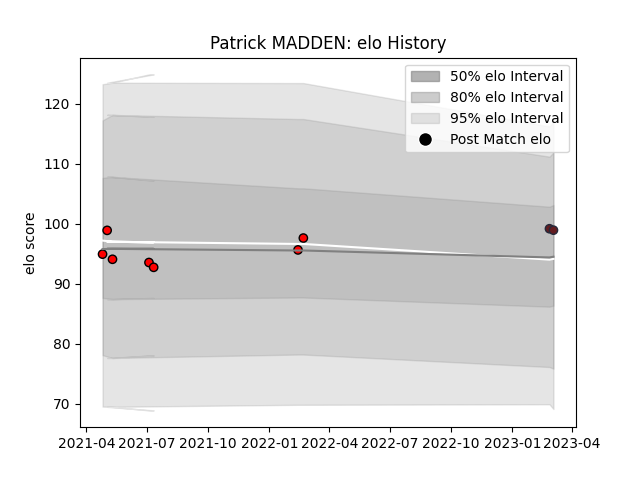 Patrick MADDEN: elo History
50% elo Interval
80% elo Interval
95% elo Interval
Post Match elo
elo score
120
110
100
90
80
70
2021-04 2021-07 2021-10 2022-01 2022-04 2022-07 2022-10 2023-01 2023-04